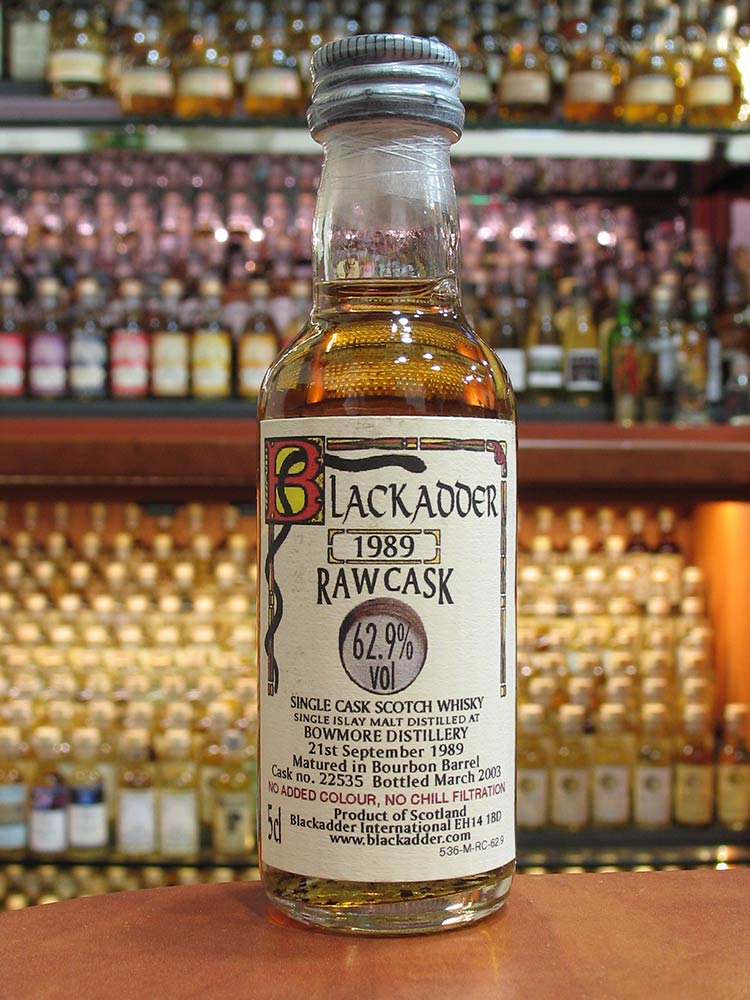 BLACKADDER
1989
RAW CASK
62.9%
vol
SINGLE CASK SCOTCH WHISKY
SINGLE ISLAY MALT DISTILLED AT
BOWMORE DISTILLERY
21st September 1989
Matured in Bourbon Barrel
Cask no. 22535 Bottled March 2003
NO ADDED COLOUR, NO CHILL FILTRATION
Product of Scotland
5cl
Blackadder International EH14 1BD
www.blackadder.com
536-M-RC-62.9